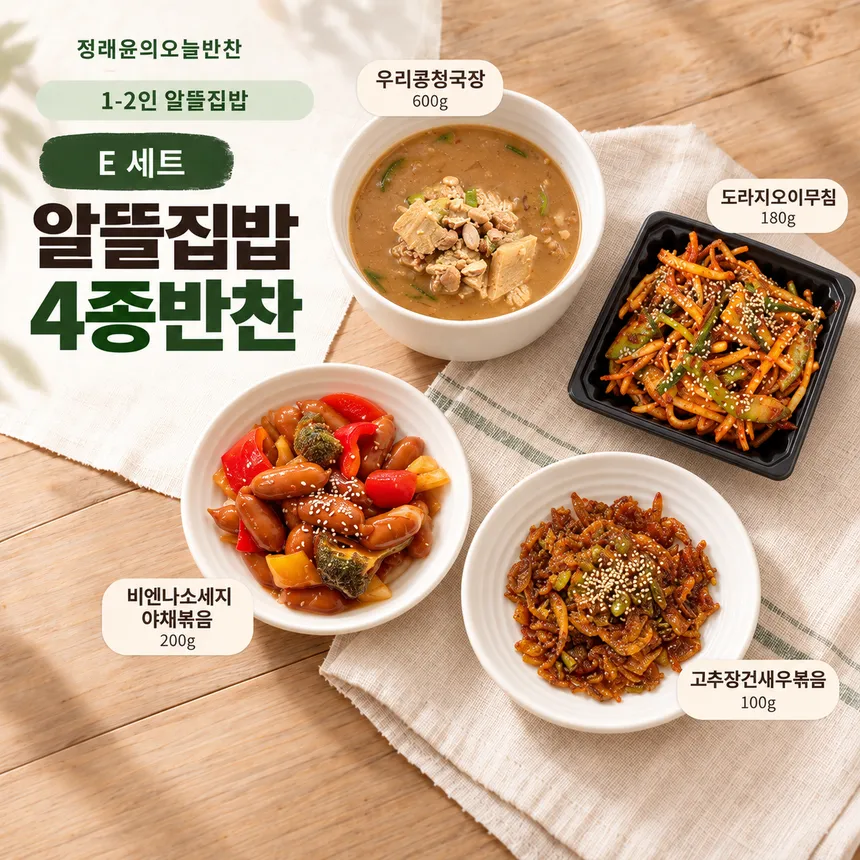 정래윤의오늘반찬
1-2인 알뜰집밥
E 세트
알뜰집밥
4종반찬
우리콩청국장
600g
도라지오이무침
180g
비엔나소세지
야채볶음
200g
고추장건새우볶음
100g